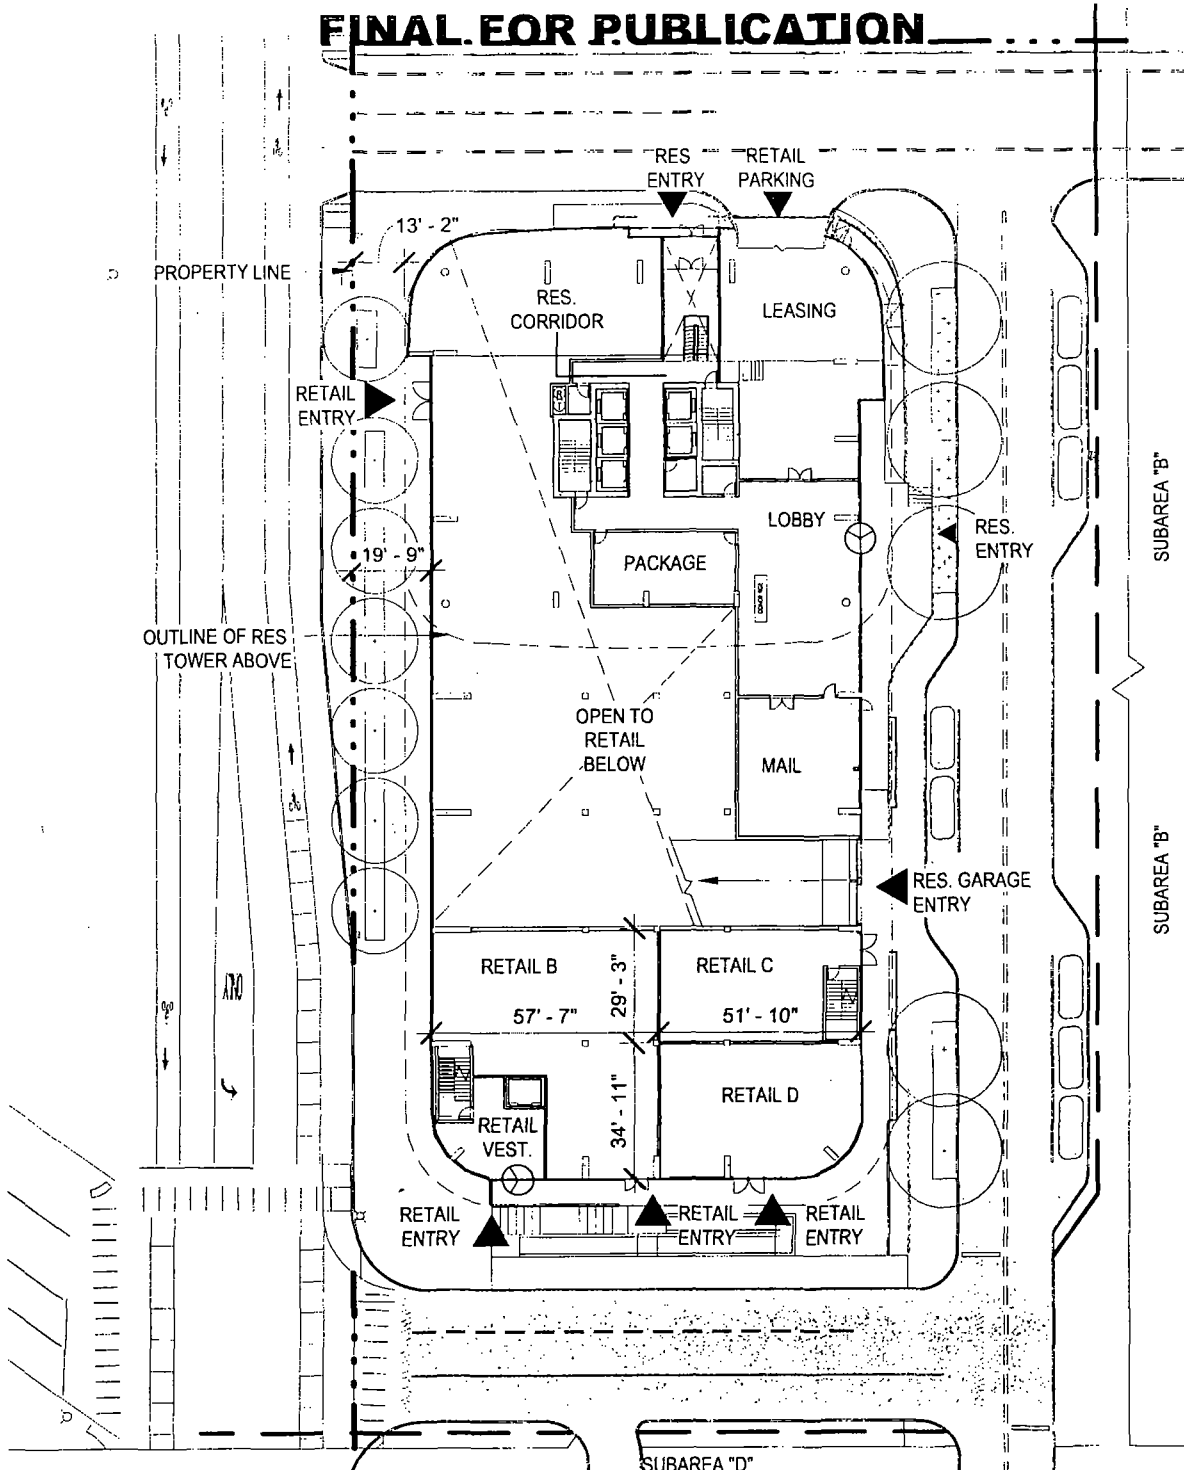 FINAL FOR PUBLICATION
RES
ENTRY
RETAIL
PARKING
13' - 2"
PROPERTY LINE
RES.
CORRIDOR
LEASING
RETAIL
ENTRY
SUBAREA "B"
LOBBY
RES.
ENTRY
19' - 9"
PACKAGE
OUTLINE OF RES
TOWER ABOVE
OPEN TO
RETAIL
BELOW
MAIL
RES. GARAGE
ENTRY
SUBAREA "B"
RETAIL B
RETAIL C
29' - 3"
ONLY
57' - 7"
51' - 10"
RETAIL D
34' - 11"
RETAIL
VEST.
RETAIL
ENTRY
RETAIL
ENTRY
RETAIL
ENTRY
SUBAREA "D"